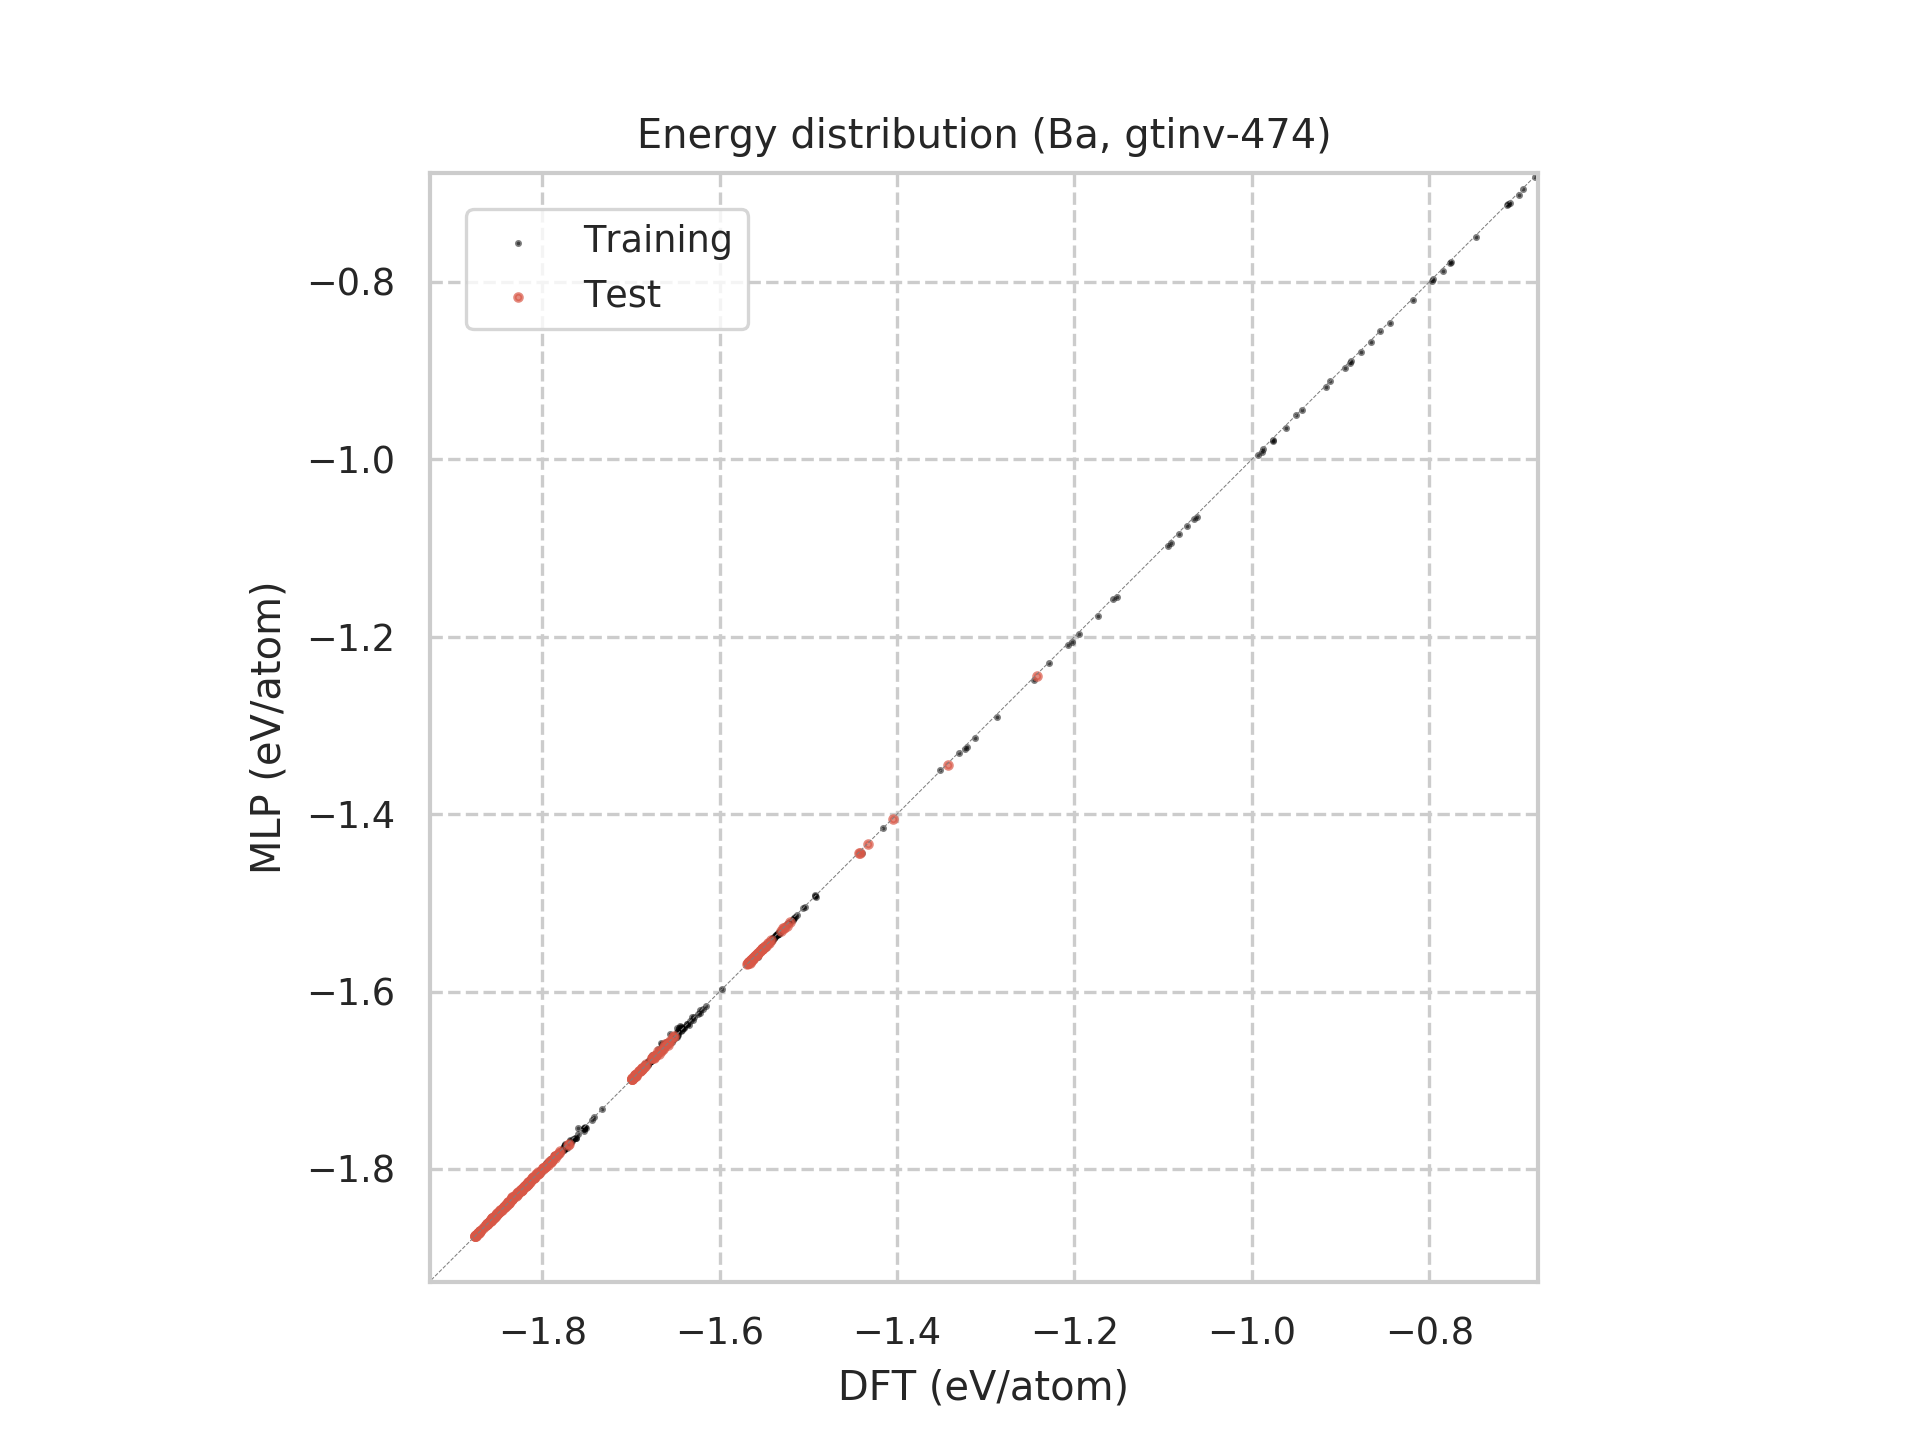 Energy distribution (Ba, gtinv-474)
Training
Test
MLP (eV/atom)
−0.8
−1.0
−1.2
−1.4
−1.6
−1.8
−1.8 −1.6 −1.4 −1.2 −1.0 −0.8
DFT (eV/atom)